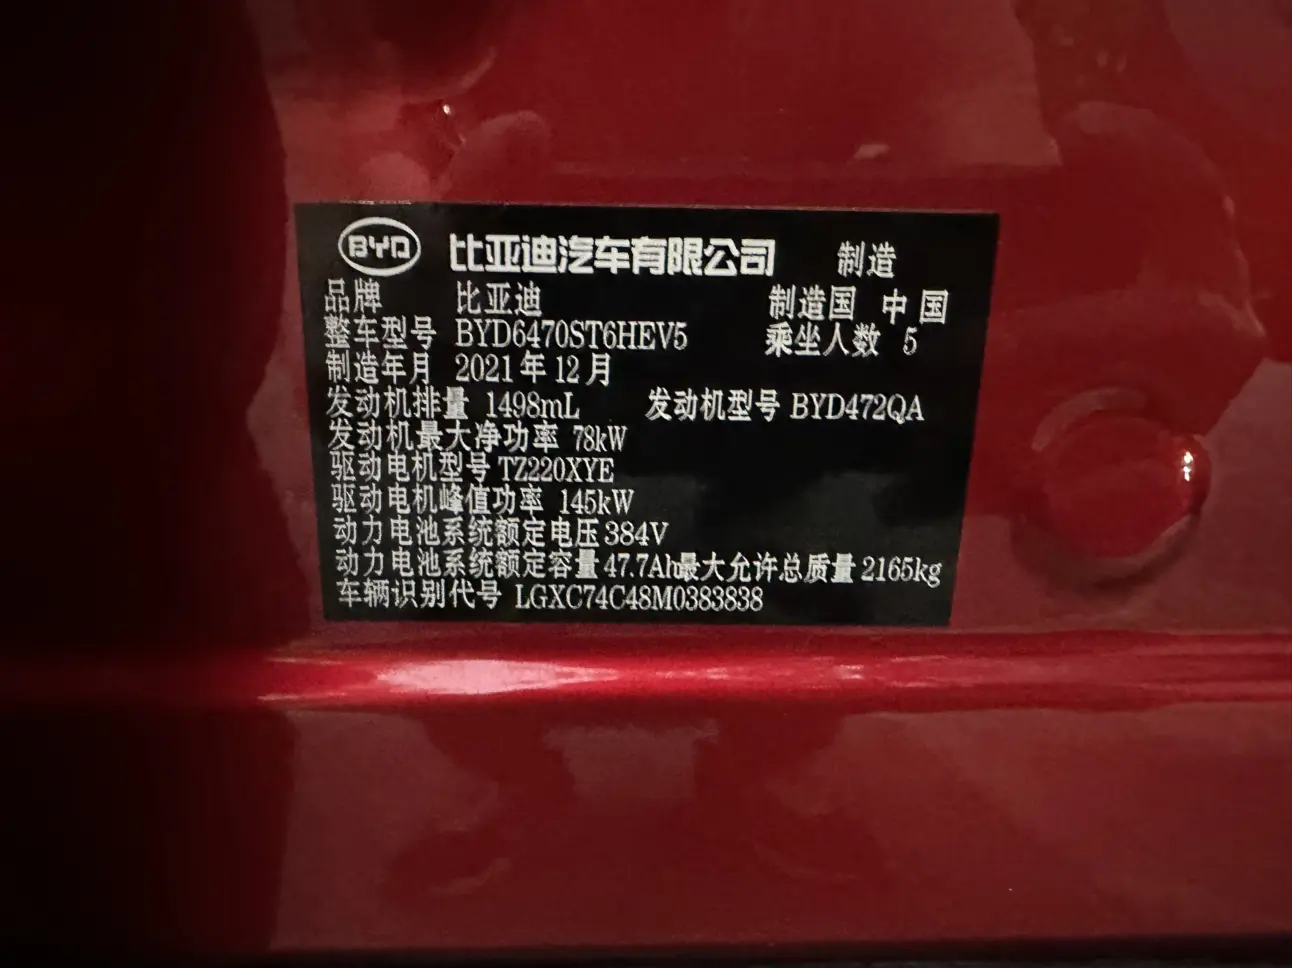 BYD 比亚迪汽车有限公司 制造
品牌 比亚迪 制造国 中国
整车型号 BYD6470ST6HEV5 乘坐人数 5
制造年月 2021年12月
发动机排量 1498mL 发动机型号 BYD472QA
发动机最大净功率 78kW
驱动电机型号 TZ220XYE
驱动电机峰值功率 145kW
动力电池系统额定电压 384V
动力电池系统额定容量 47.7Ah 最大允许总质量 2165kg
车辆识别代号 LGXC74C48M0383838